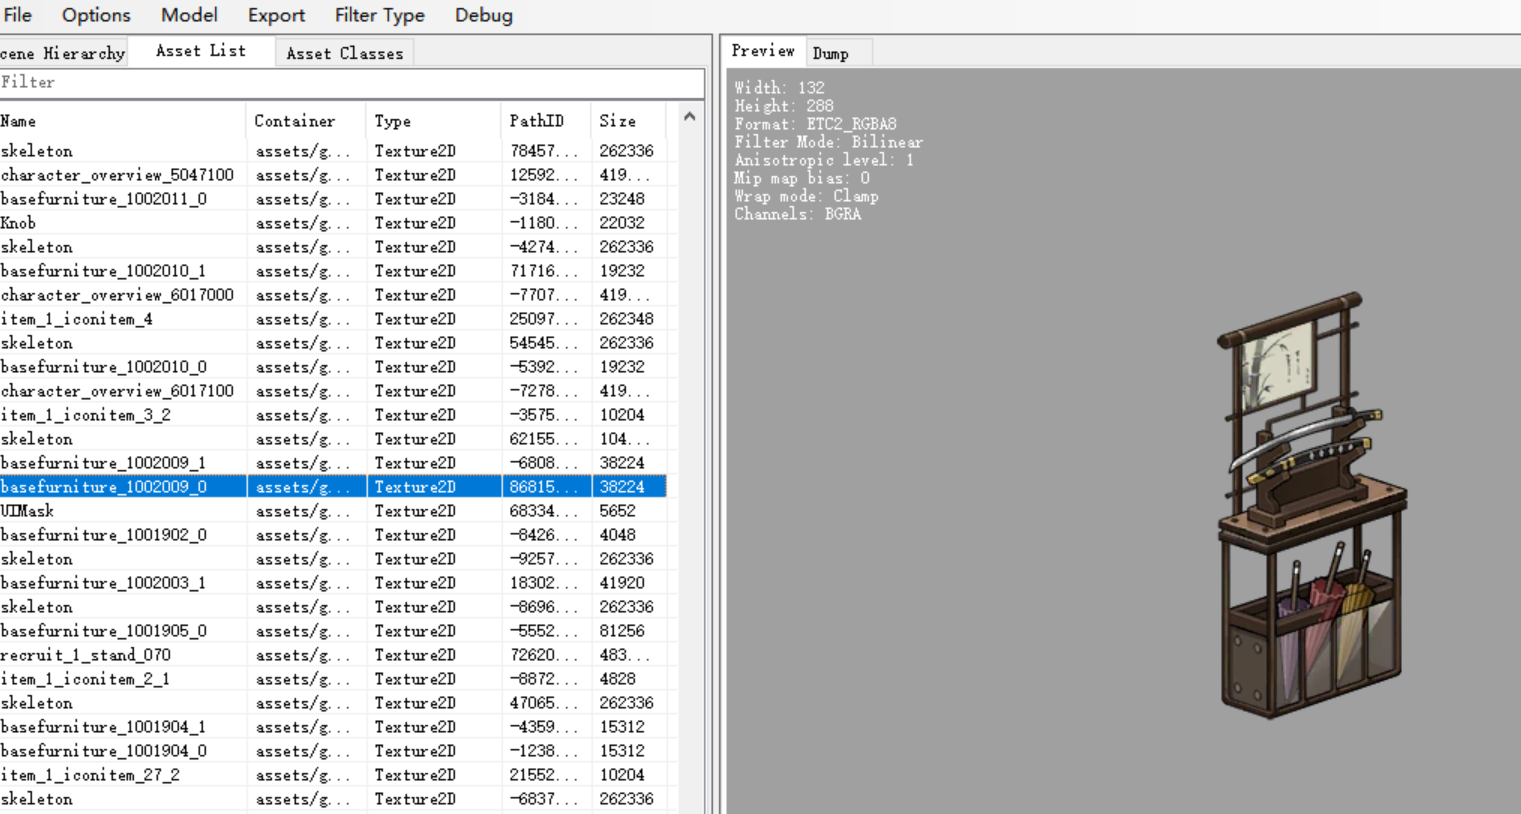 File Options Model Export Filter Type Debug
cene Hierarchy Asset List Asset Classes
Filter
Name Container Type PathID Size
skeleton assets/g... Texture2D 78457... 262336
character_overview_5047100 assets/g... Texture2D 12592... 419...
basefurniture_1002011_0 assets/g... Texture2D -3184... 23248
Knob assets/g... Texture2D -1180... 22032
skeleton assets/g... Texture2D -4274... 262336
basefurniture_1002010_1 assets/g... Texture2D 71716... 19232
character_overview_6017000 assets/g... Texture2D -7707... 419...
item_1_iconitem_4 assets/g... Texture2D 25097... 262348
skeleton assets/g... Texture2D 54545... 262336
basefurniture_1002010_0 assets/g... Texture2D -5392... 19232
character_overview_6017100 assets/g... Texture2D -7278... 419...
item_1_iconitem_3_2 assets/g... Texture2D -3575... 10204
skeleton assets/g... Texture2D 62155... 104...
basefurniture_1002009_1 assets/g... Texture2D -6808... 38224
basefurniture_1002009_0 assets/g... Texture2D 86815... 38224
UIMask assets/g... Texture2D 68334... 5652
basefurniture_1001902_0 assets/g... Texture2D -8426... 4048
skeleton assets/g... Texture2D -9257... 262336
basefurniture_1002003_1 assets/g... Texture2D 18302... 41920
skeleton assets/g... Texture2D -8696... 262336
basefurniture_1001905_0 assets/g... Texture2D -5552... 81256
recruit_1_stand_070 assets/g... Texture2D 72620... 483...
item_1_iconitem_2_1 assets/g... Texture2D -8872... 4828
skeleton assets/g... Texture2D 47065... 262336
basefurniture_1001904_1 assets/g... Texture2D -4359... 15312
basefurniture_1001904_0 assets/g... Texture2D -1238... 15312
item_1_iconitem_27_2 assets/g... Texture2D 21552... 10204
skeleton assets/g... Texture2D -6837... 262336
Preview Dump
Width: 132
Height: 288
Format: ETC2_RGBA8
Filter Mode: Bilinear
Anisotropic level: 1
Mip map bias: 0
Wrap mode: Clamp
Channels: BGRA